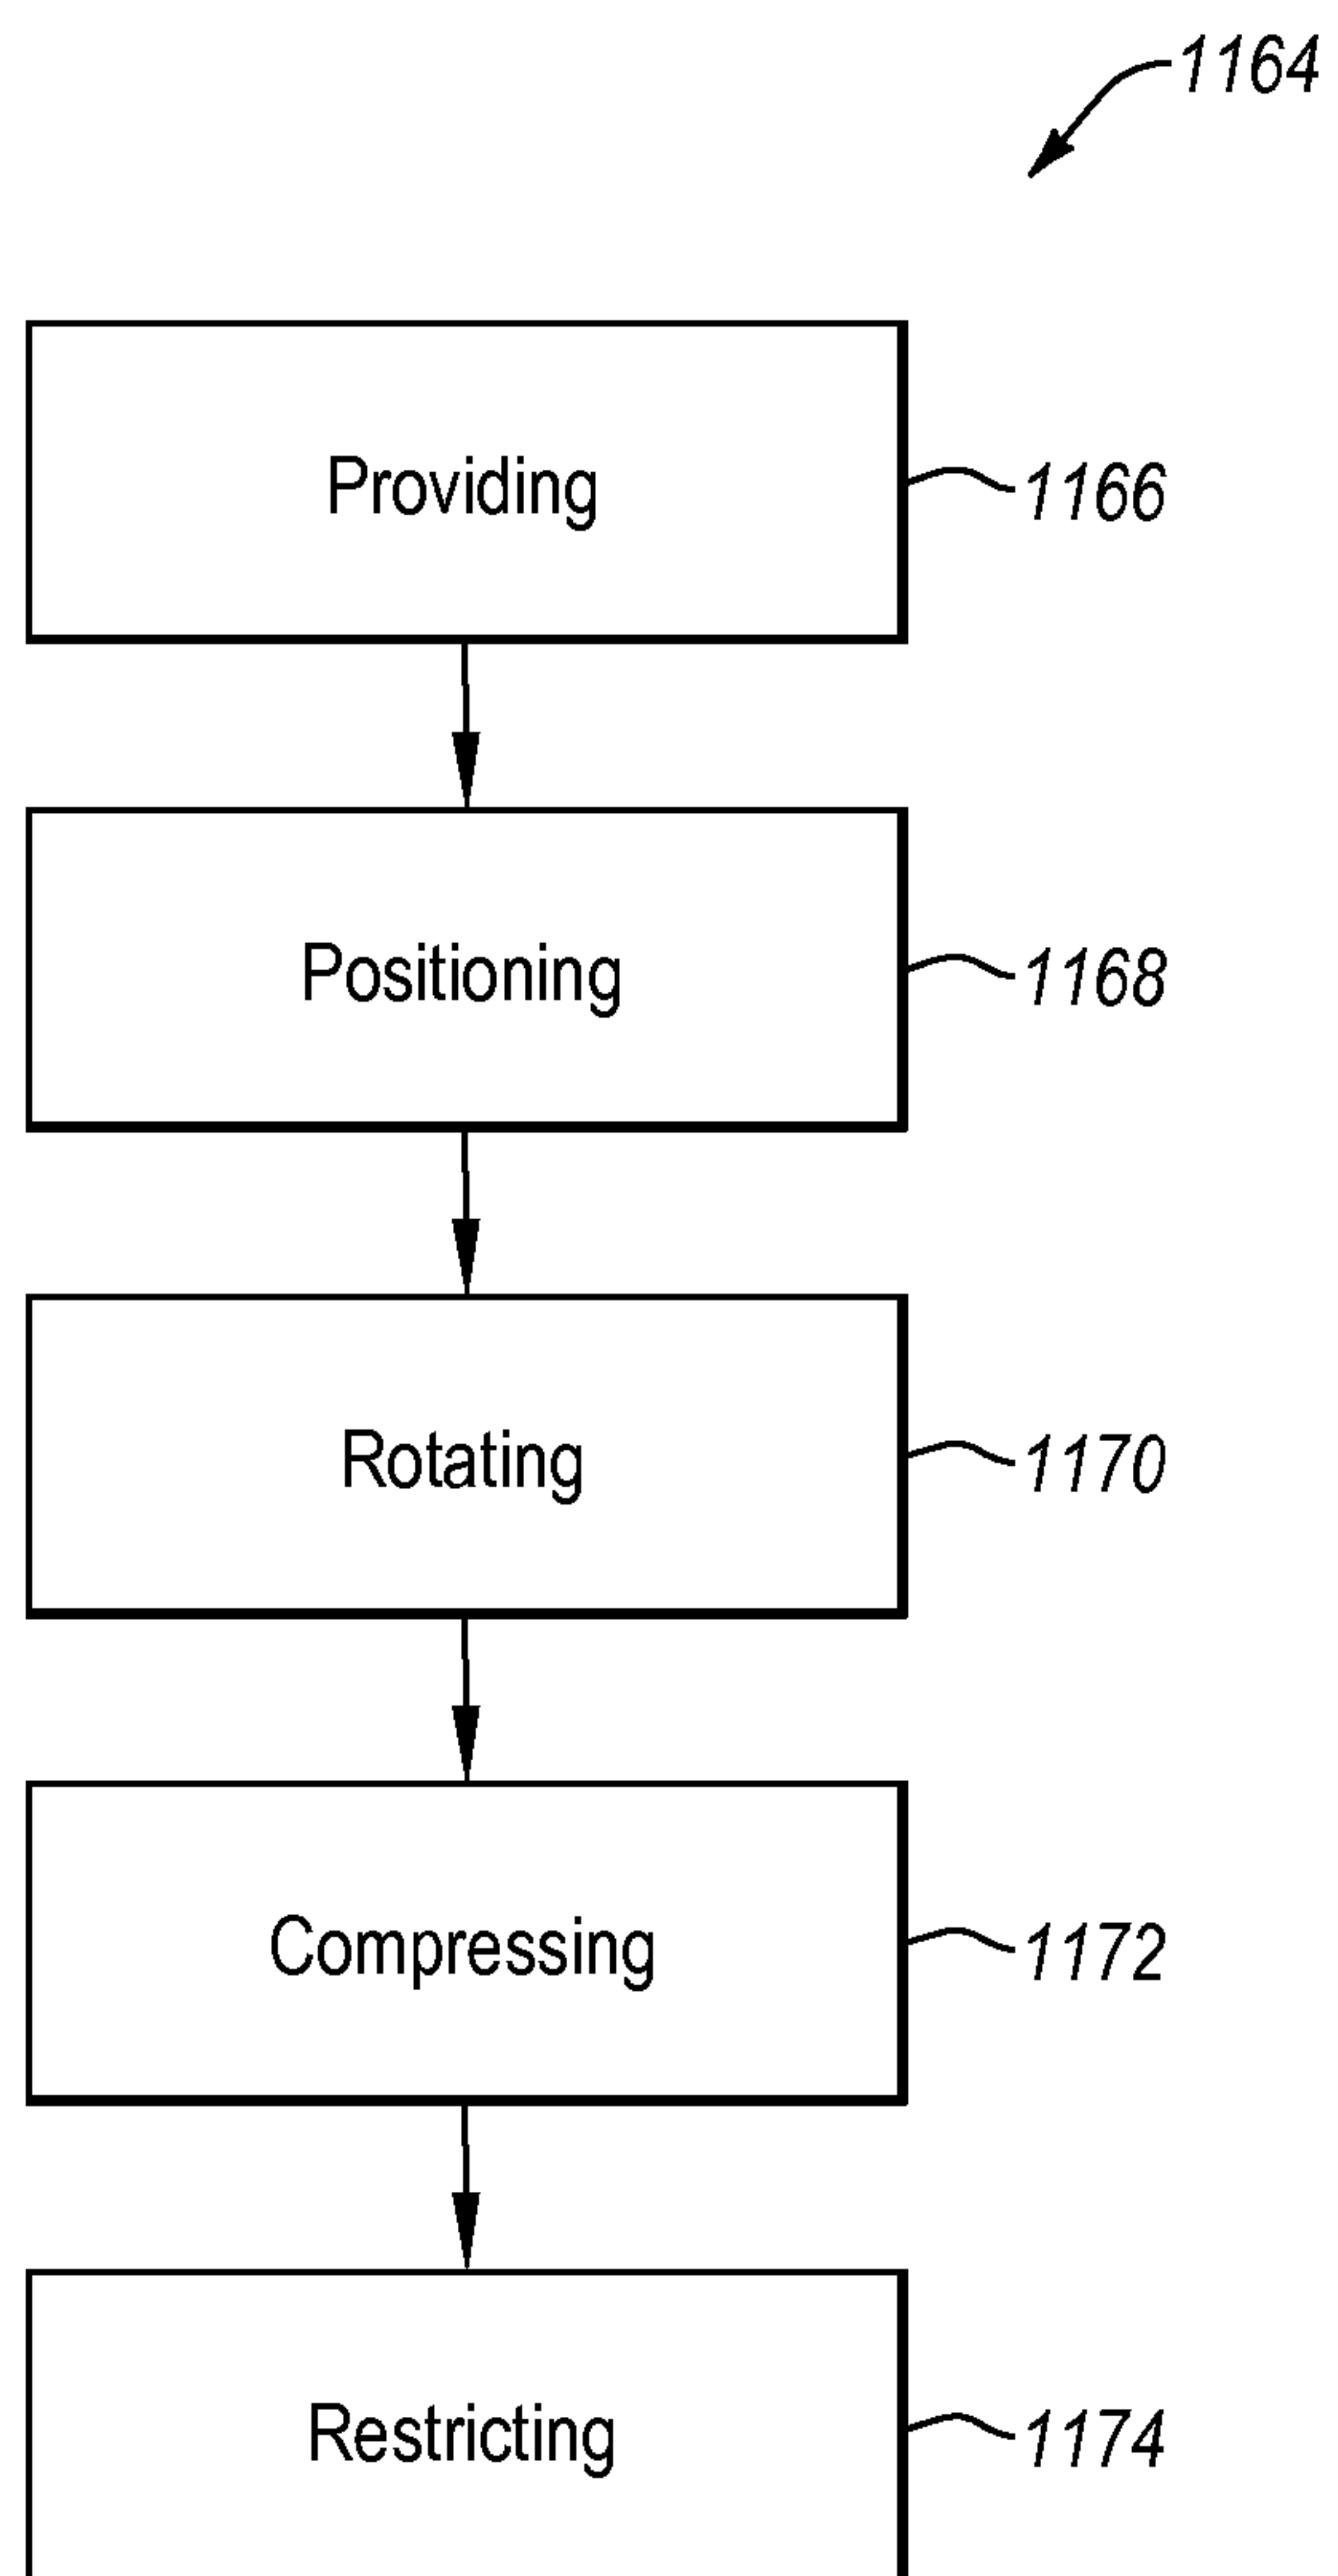 1164
Providing
1166
Positioning
1168
Rotating
1170
Compressing
1172
Restricting
1174